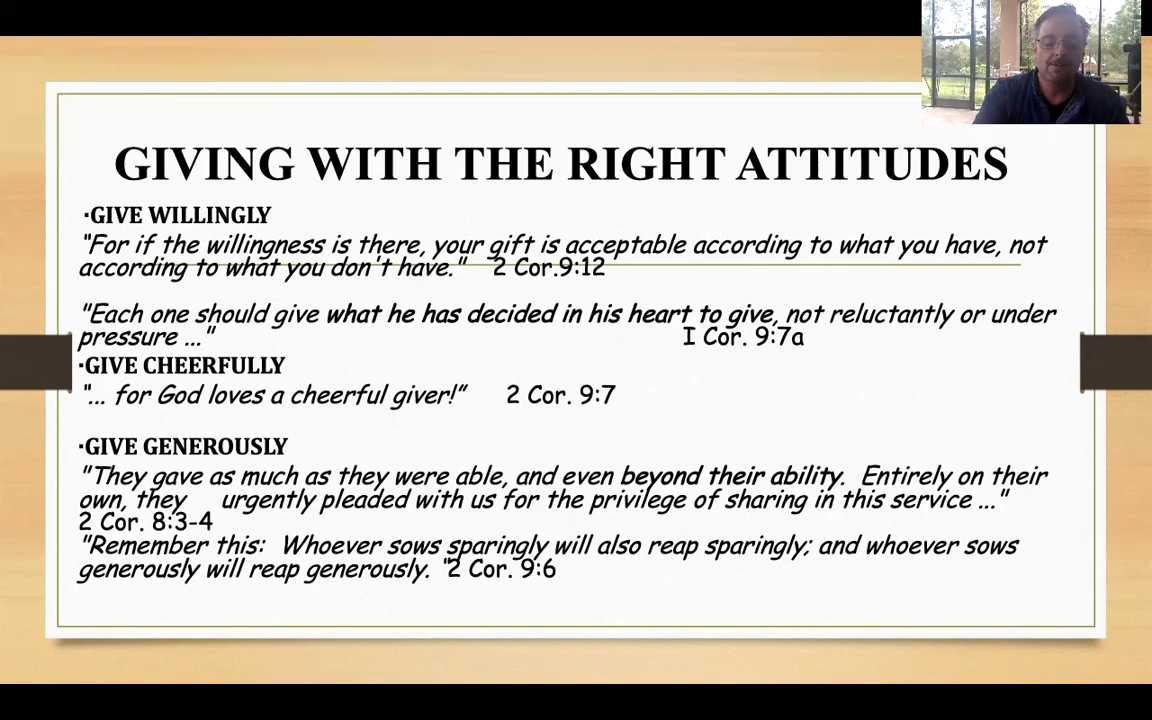 GIVING WITH THE RIGHT ATTITUDES
·GIVE WILLINGLY
"For if the willingness is there, your gift is acceptable according to what you have, not
according to what you don't have." 2 Cor.9:12
"Each one should give what he has decided in his heart to give, not reluctantly or under
pressure ..." I Cor. 9:7a
·GIVE CHEERFULLY
"... for God loves a cheerful giver!” 2 Cor. 9:7
·GIVE GENEROUSLY
"They gave as much as they were able, and even beyond their ability. Entirely on their
own, they urgently pleaded with us for the privilege of sharing in this service ..."
2 Cor. 8:3-4
"Remember this: Whoever sows sparingly will also reap sparingly; and whoever sows
generously will reap generously. "2 Cor. 9:6